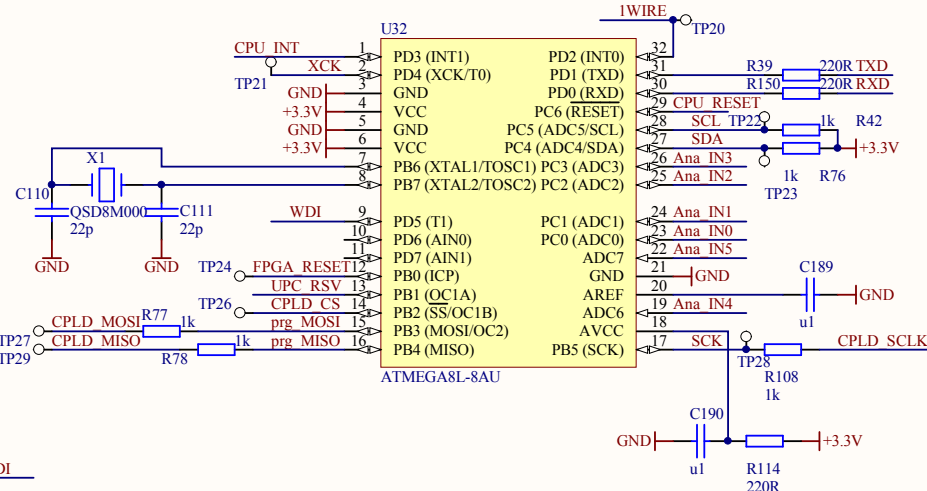 1WIRE
TP20
U32
CPU_INT 1 PD3 (INT1) PD2 (INT0) 32
XCK 2 PD4 (XCK/T0) PD1 (TXD) 31 R39 220R TXD
TP21
GND 3 GND PD0 (RXD) 30 R150 220R RXD
+3.3V 4 VCC PC6 (RESET) 29 CPU_RESET
GND 5 GND PC5 (ADC5/SCL) 28 SCL TP22 1k R42
+3.3V 6 VCC PC4 (ADC4/SDA) 27 SDA +3.3V
X1 7 PB6 (XTAL1/TOSC1) PC3 (ADC3) 26 Ana_IN3 1k R76
8 PB7 (XTAL2/TOSC2) PC2 (ADC2) 25 Ana_IN2 TP23
C110 QSD8M000 C111
22p 22p
GND GND
WDI 9 PD5 (T1) PC1 (ADC1) 24 Ana_IN1
10 PD6 (AIN0) PC0 (ADC0) 23 Ana_IN0
11 PD7 (AIN1) ADC7 22 Ana_IN5
TP24 FPGA_RESET 12 PB0 (ICP) GND 21 GND C189
UPC_RSV 13 PB1 (OC1A) AREF 20 GND
TP26 CPLD_CS 14 PB2 (SS/OC1B) ADC6 19 Ana_IN4 u1
CPLD_MOSI R77 1k prg_MOSI 15 PB3 (MOSI/OC2) AVCC 18
TP27
CPLD_MISO R78 1k prg_MISO 16 PB4 (MISO) PB5 (SCK) 17 SCK CPLD_SCLK
TP29
TP28 R108
1k
ATMEGA8L-8AU
C190
GND +3.3V
u1 R114
220R
DI